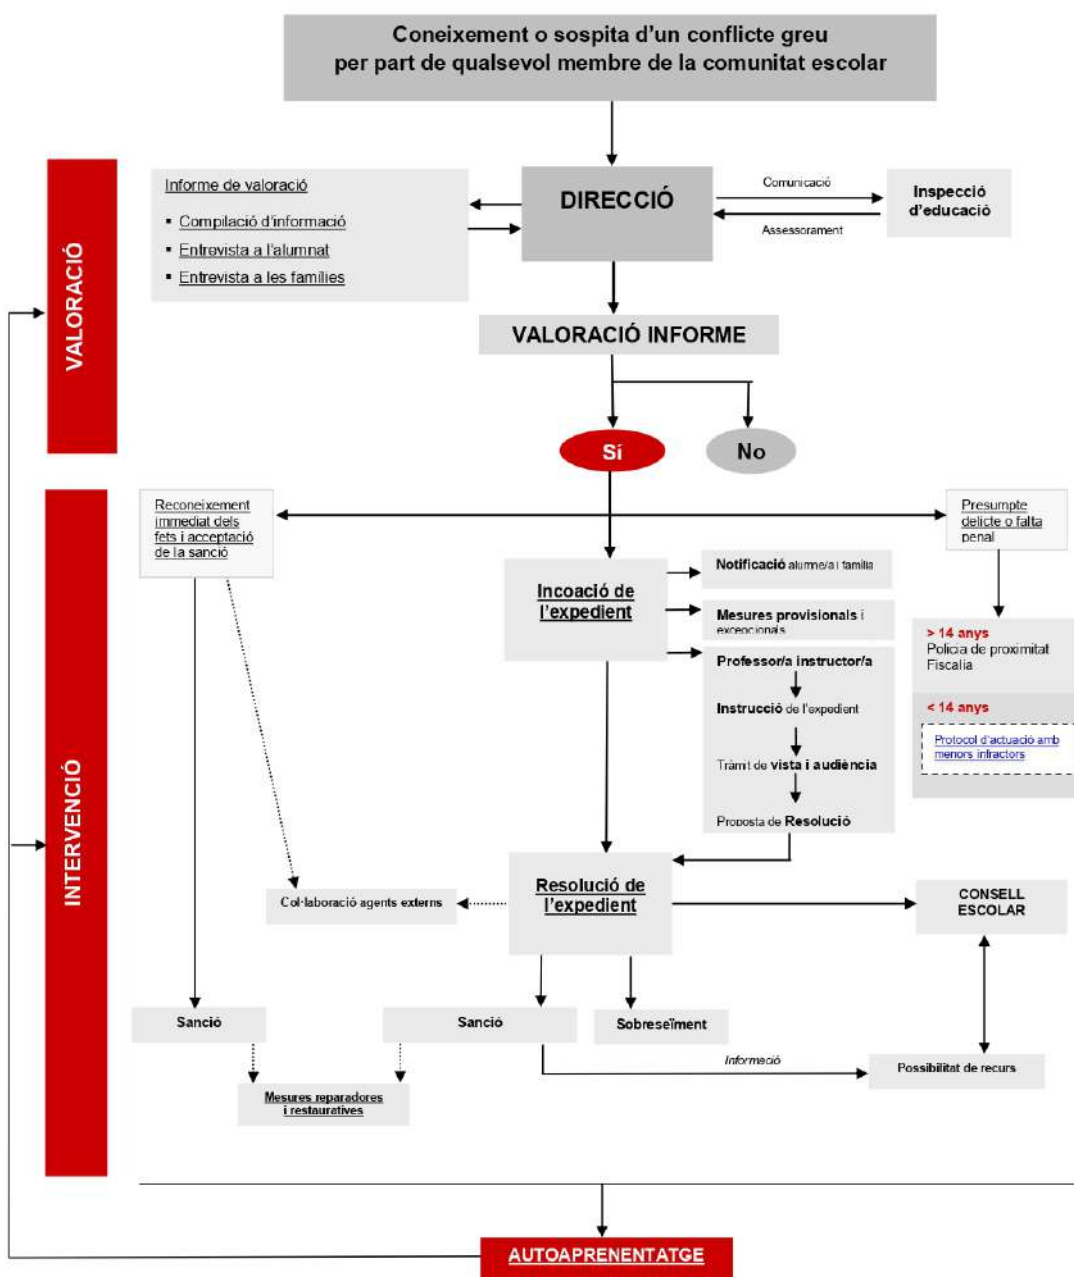 Coneixement o sospita d'un conflicte greu
per part de qualsevol membre de la comunitat escolar
VALORACIÓ
Informe de valoració
▪ Compilació d'informació
▪ Entrevista a l'alumnat
▪ Entrevista a les famílies
DIRECCIÓ
Comunicació
Assessorament
Inspecció
d'educació
VALORACIÓ INFORME
Sí
No
INTERVENCIÓ
Reconeixement
immediat dels
fets i acceptació
de la sanció
Presumpte
delicte o falta
penal
Incoació de
l'expedient
Notificació alumne/a i família
Mesures provisionals i
excepcionals
Professor/a instructor/a
Instrucció de l'expedient
Tràmit de vista i audiència
Proposta de Resolució
> 14 anys
Policia de proximitat
Fiscalia
< 14 anys
Protocol d'actuació amb
menors infractors
Resolució de
l'expedient
Col·laboració agents externs
CONSELL
ESCOLAR
Sanció
Sanció
Sobreseïment
Informació
Possibilitat de recurs
Mesures reparadores
i restauratives
AUTOAPRENENTATGE